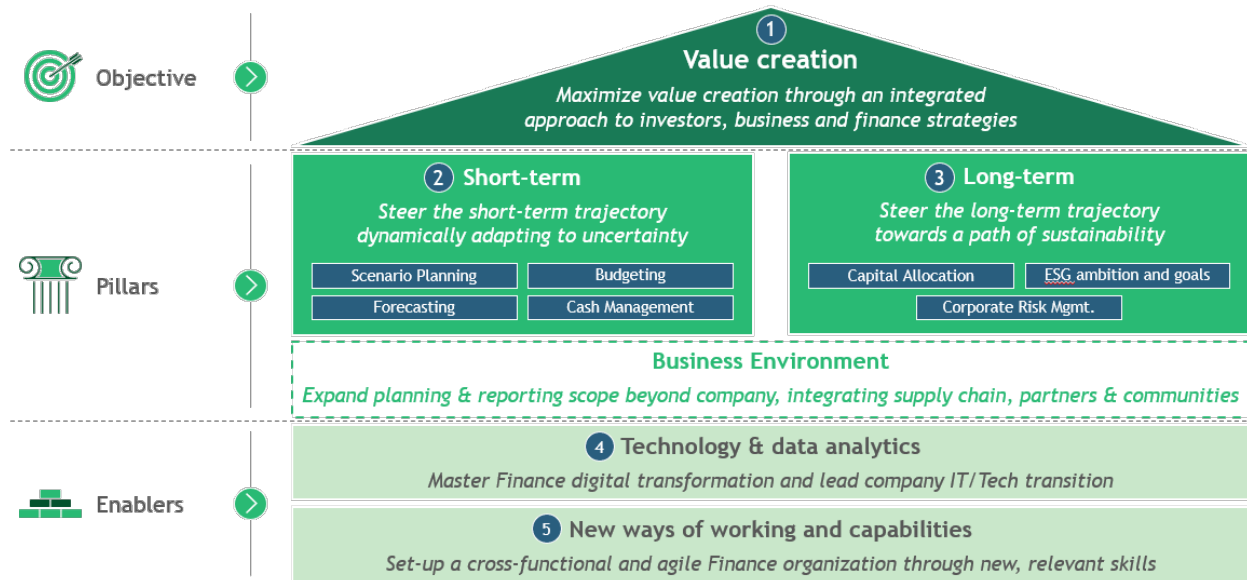 Objective
1
Value creation
Maximize value creation through an integrated
approach to investors, business and finance strategies
Pillars
2 Short-term
Steer the short-term trajectory
dynamically adapting to uncertainty
Scenario Planning
Budgeting
Forecasting
Cash Management
3 Long-term
Steer the long-term trajectory
towards a path of sustainability
Capital Allocation
ESG ambition and goals
Corporate Risk Mgmt.
Business Environment
Expand planning & reporting scope beyond company, integrating supply chain, partners & communities
Enablers
4 Technology & data analytics
Master Finance digital transformation and lead company IT/Tech transition
5 New ways of working and capabilities
Set-up a cross-functional and agile Finance organization through new, relevant skills